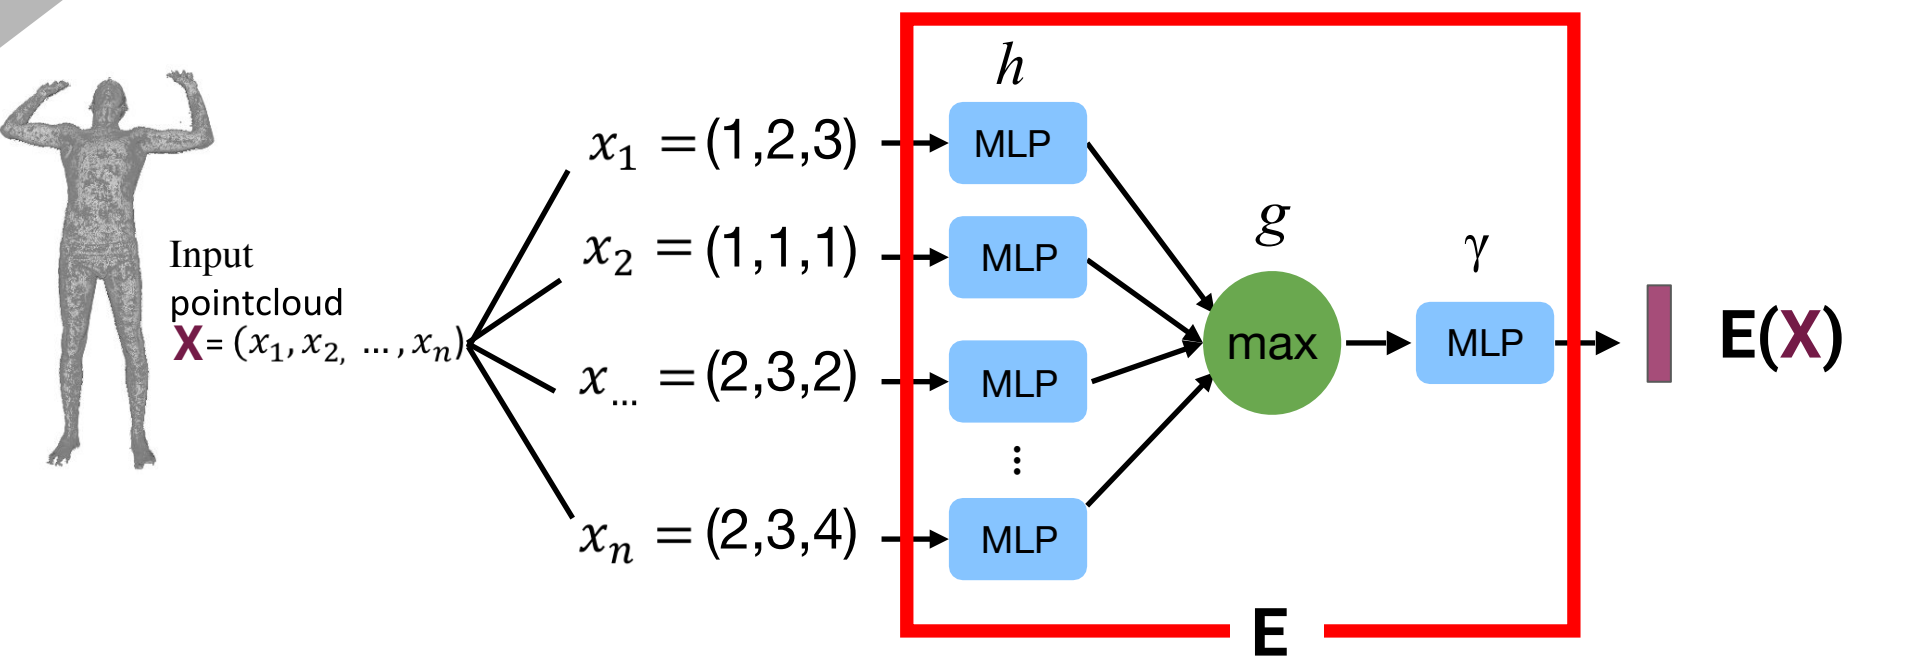 h
x₁ = (1,2,3) MLP
g
x₂ = (1,1,1) MLP
γ
Input
pointcloud
X= (x₁, x₂, ... , xₙ)
max MLP E(X)
x... = (2,3,2) MLP
⋮
xₙ = (2,3,4) MLP
E